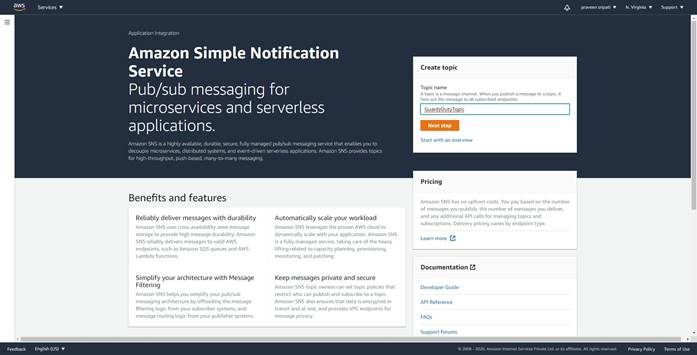 aws
Services
praveen sripati
N. Virginia
Support
Application Integration
Amazon Simple Notification
Service
Pub/sub messaging for
microservices and serverless
applications.
Amazon SNS is a highly available, durable, secure, fully managed pub/sub messaging service that enables you to
decouple microservices, distributed systems, and event-driven serverless applications. Amazon SNS provides topics
for high-throughput, push-based, many-to-many messaging.
Create topic
Topic name
A topic is a message channel. When you publish a message to a topic, it
fans out the message to all subscribed endpoints.
GuardyDutyTopic
Next step
Start with an overview
Pricing
Amazon SNS has no upfront costs. You pay based on the number
of messages you publish, the number of messages you deliver,
and any additional API calls for managing topics and
subscriptions. Delivery pricing varies by endpoint type.
Learn more
Benefits and features
Reliably deliver messages with durability
Amazon SNS uses cross availability zone message
storage to provide high message durability. Amazon
SNS reliably delivers messages to valid AWS
endpoints, such as Amazon SQS queues and AWS
Lambda functions.
Automatically scale your workload
Amazon SNS leverages the proven AWS cloud to
dynamically scale with your application. Amazon SNS
is a fully managed service, taking care of the heavy
lifting related to capacity planning, provisioning,
monitoring, and patching.
Simplify your architecture with Message
Filtering
Amazon SNS helps you simplify your pub/sub
messaging architecture by offloading the message
filtering logic from your subscriber systems, and
message routing logic from your publisher systems.
Keep messages private and secure
Amazon SNS topic owners can set topic policies that
restrict who can publish and subscribe to a topic.
Amazon SNS also ensures that data is encrypted in
transit and at rest, and provides VPC endpoints for
message privacy.
Documentation
Developer Guide
API Reference
FAQs
Support forums
Feedback
English (US)
© 2008 - 2020, Amazon Internet Services Private Ltd. or its affiliates. All rights reserved.
Privacy Policy
Terms of Use